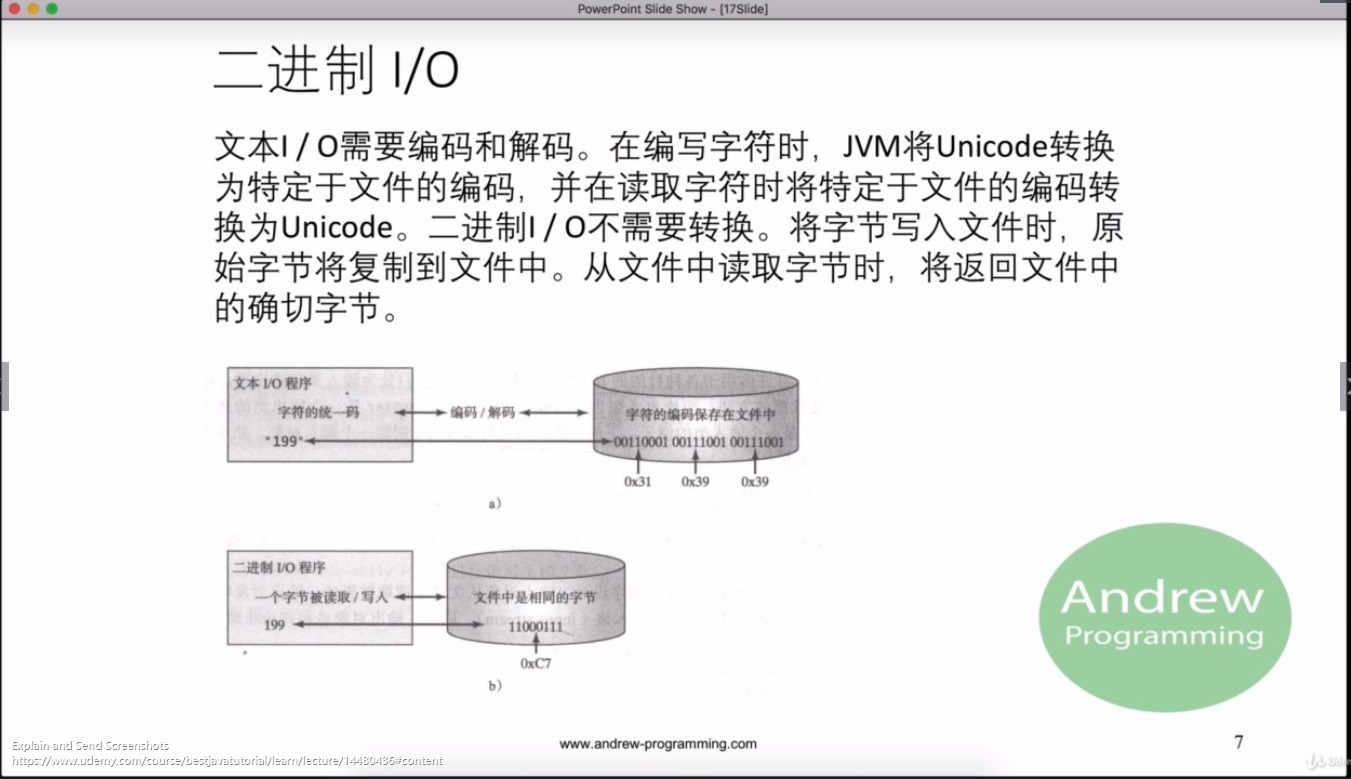 PowerPoint Slide Show - [17Slide]
二进制 I/O
文本I / O需要编码和解码。在编写字符时，JVM将Unicode转换
为特定于文件的编码，并在读取字符时将特定于文件的编码转
换为Unicode。二进制I / O不需要转换。将字节写入文件时，原
始字节将复制到文件中。从文件中读取字节时，将返回文件中
的确切字节。
文本 I/O 程序
字符的统一码
编码 / 解码
字符的编码保存在文件中
"199"
00110001 00111001 00111001
0x31 0x39 0x39
a)
二进制 I/O 程序
一个字节被读取 / 写入
文件中是相同的字节
199
11000111
0xC7
b)
Andrew
Programming
www.andrew-programming.com
7
Explain and Send Screenshots
https://www.udemy.com/course/bestjavatutorial/learn/lecture/14480436#content